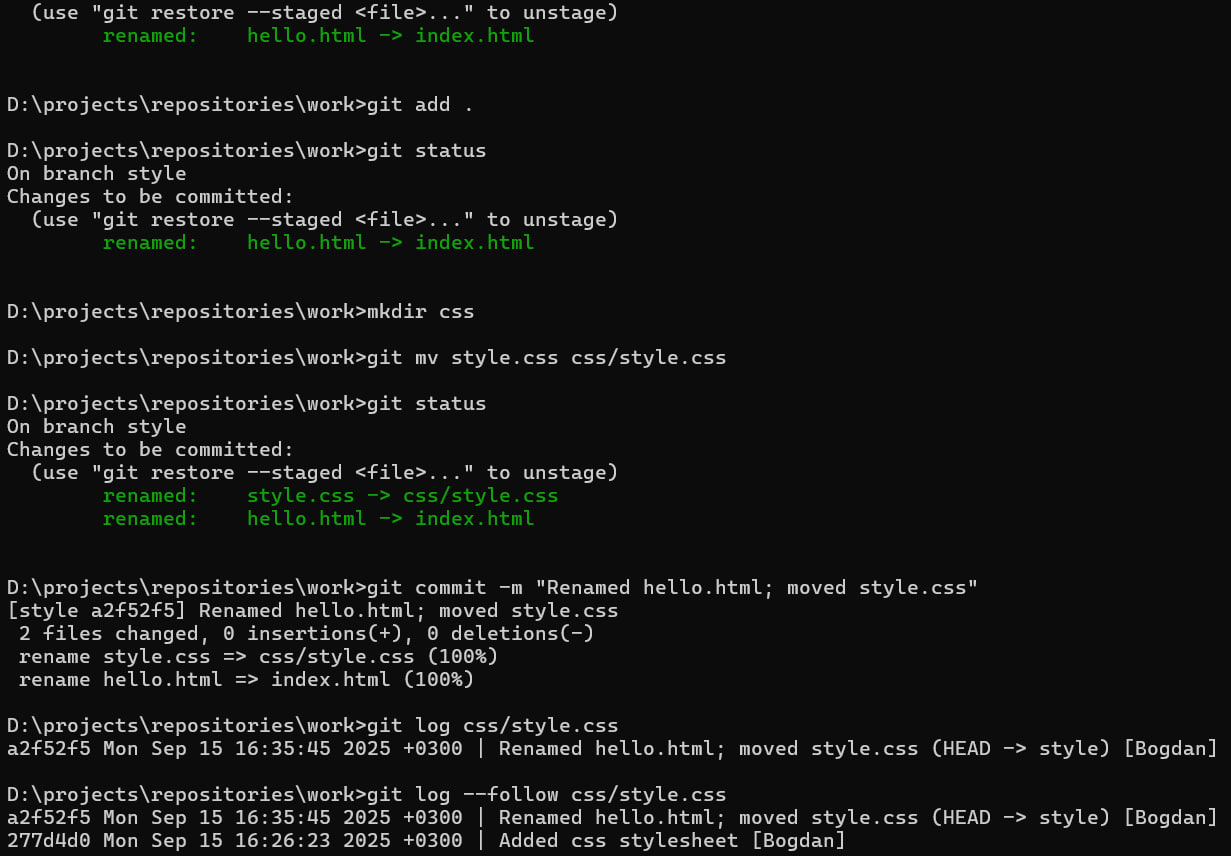 (use "git restore --staged <file>..." to unstage)
renamed: hello.html -> index.html
D:\projects\repositories\work>git add .
D:\projects\repositories\work>git status
On branch style
Changes to be committed:
(use "git restore --staged <file>..." to unstage)
renamed: hello.html -> index.html
D:\projects\repositories\work>mkdir css
D:\projects\repositories\work>git mv style.css css/style.css
D:\projects\repositories\work>git status
On branch style
Changes to be committed:
(use "git restore --staged <file>..." to unstage)
renamed: style.css -> css/style.css
renamed: hello.html -> index.html
D:\projects\repositories\work>git commit -m "Renamed hello.html; moved style.css"
[style a2f52f5] Renamed hello.html; moved style.css
2 files changed, 0 insertions(+), 0 deletions(-)
rename style.css => css/style.css (100%)
rename hello.html => index.html (100%)
D:\projects\repositories\work>git log css/style.css
a2f52f5 Mon Sep 15 16:35:45 2025 +0300 | Renamed hello.html; moved style.css (HEAD -> style) [Bogdan]
D:\projects\repositories\work>git log --follow css/style.css
a2f52f5 Mon Sep 15 16:35:45 2025 +0300 | Renamed hello.html; moved style.css (HEAD -> style) [Bogdan]
277d4d0 Mon Sep 15 16:26:23 2025 +0300 | Added css stylesheet [Bogdan]